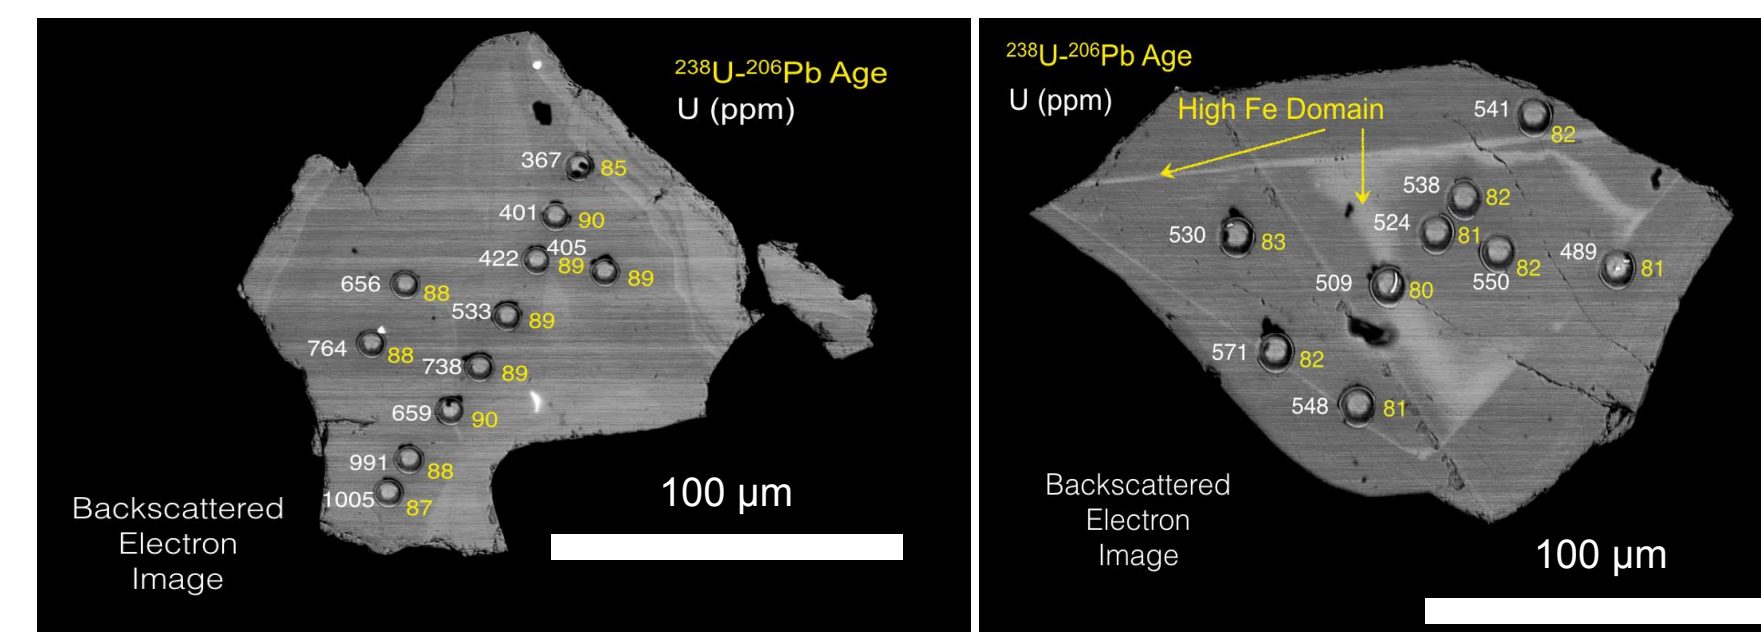 ²³⁸U-²⁰⁶Pb Age
U (ppm)
367 85
401 90
422 89 405 89
656 88
533 89
764 88
738 89
659 90
991 88
1005 87
Backscattered
Electron
Image
100 µm
²³⁸U-²⁰⁶Pb Age
U (ppm)
High Fe Domain
541 82
538 82
524 81
530 83
550 82
489 81
509 80
571 82
548 81
Backscattered
Electron
Image
100 µm